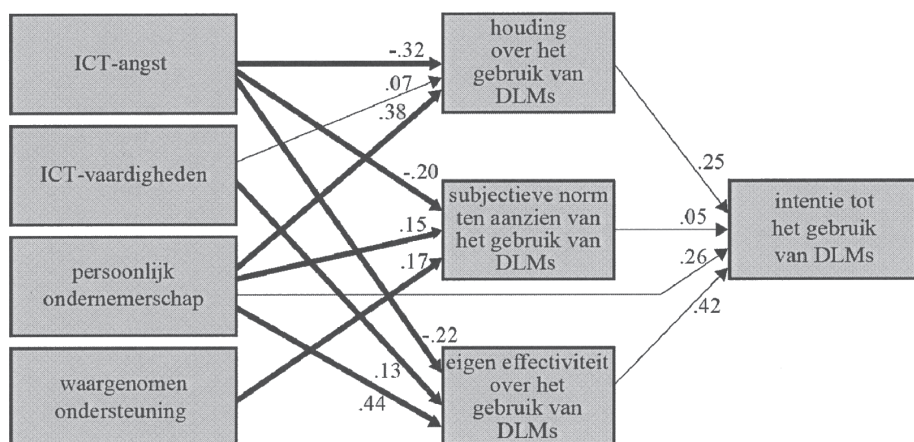 ICT-angst
ICT-vaardigheden
persoonlijk
ondernemerschap
waargenomen
ondersteuning
-.32
.07
.38
-.20
.15
.17
-.22
.13
.44
houding
over het
gebruik van
DLMs
subjectieve norm
ten aanzien van
het gebruik van
DLMs
eigen effectiviteit
over het
gebruik van
DLMs
.25
.05
.26
.42
intentie tot
het gebruik
van DLMs